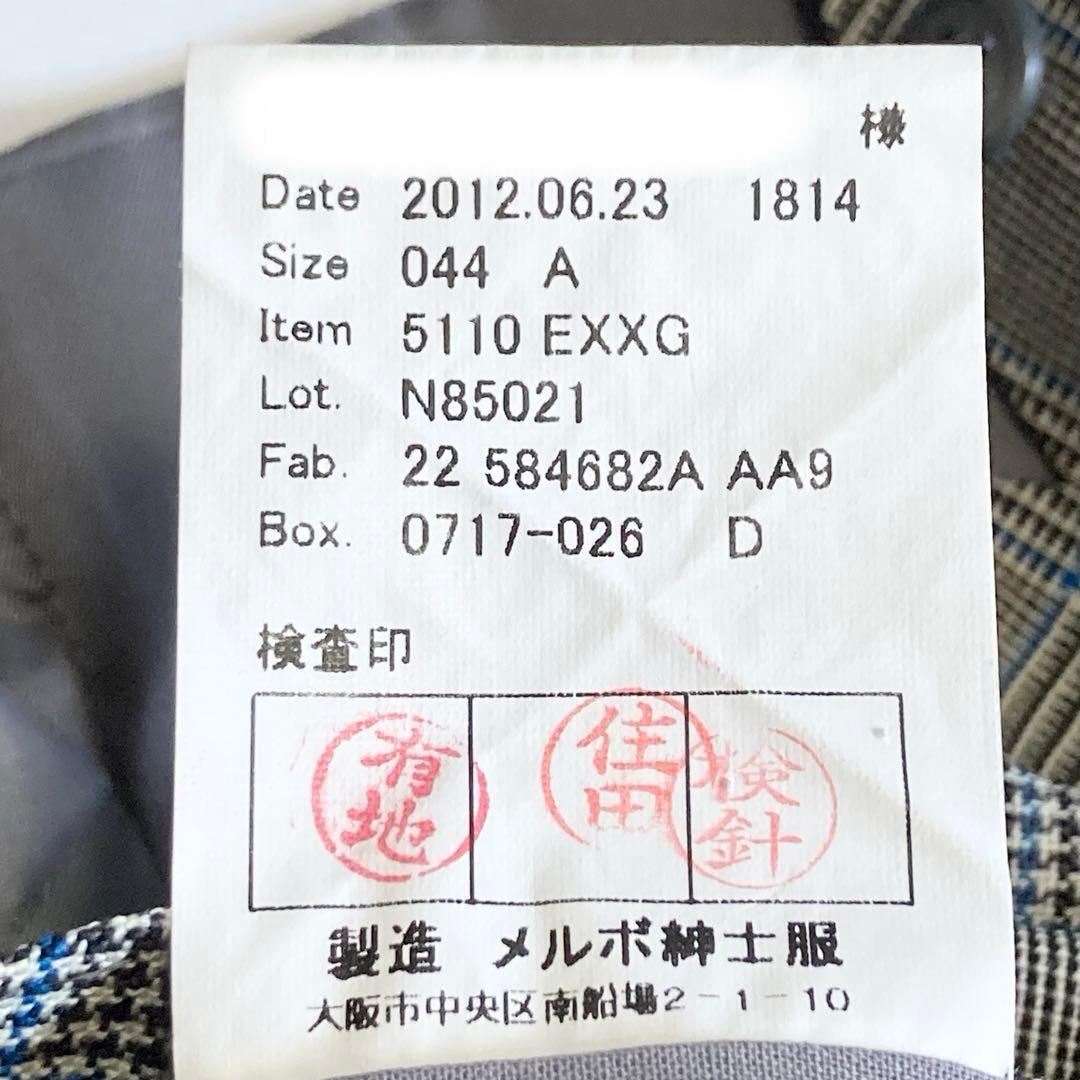 様
Date 2012.06.23 1814
Size 044 A
Item 5110 EXXG
Lot. N85021
Fab. 22 584682A AA9
Box. 0717-026 D
検査印
有地
住田
検針
製造 メルボ紳士服
大阪市中央区南船場2-1-10